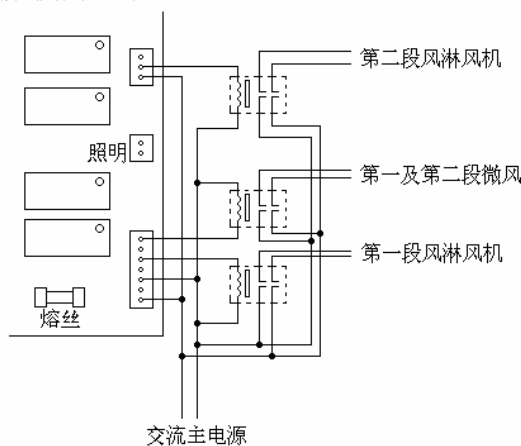 第二段风淋风机
照明
第一及第二段微风
第一段风淋风机
熔丝
交流主电源